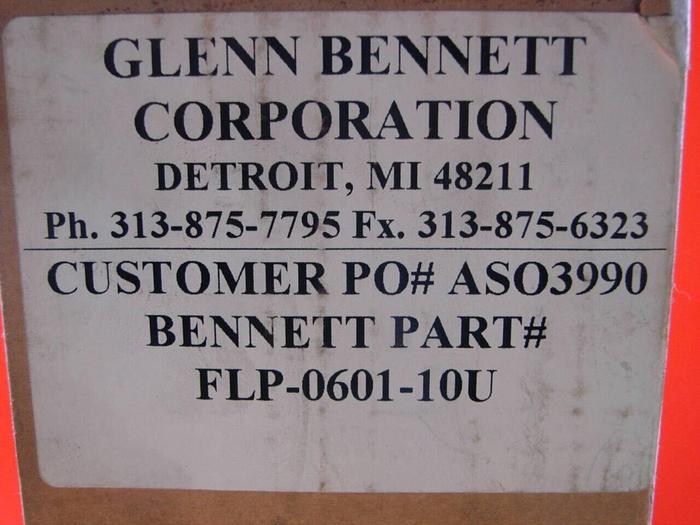 GLENN BENNETT
CORPORATION
DETROIT, MI 48211
Ph. 313-875-7795 Fx. 313-875-6323
CUSTOMER PO# ASO3990
BENNETT PART#
FLP-0601-10U